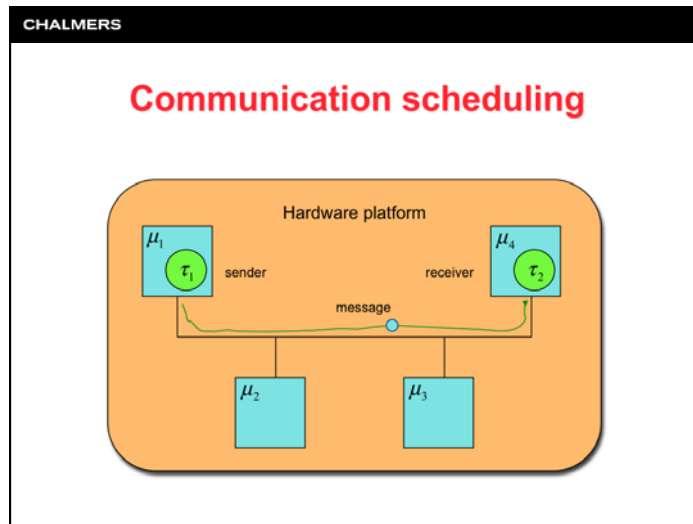 CHALMERS
Communication scheduling
Hardware platform
μ₁
τ₁
sender
receiver
μ₄
τ₂
message
μ₂
μ₃